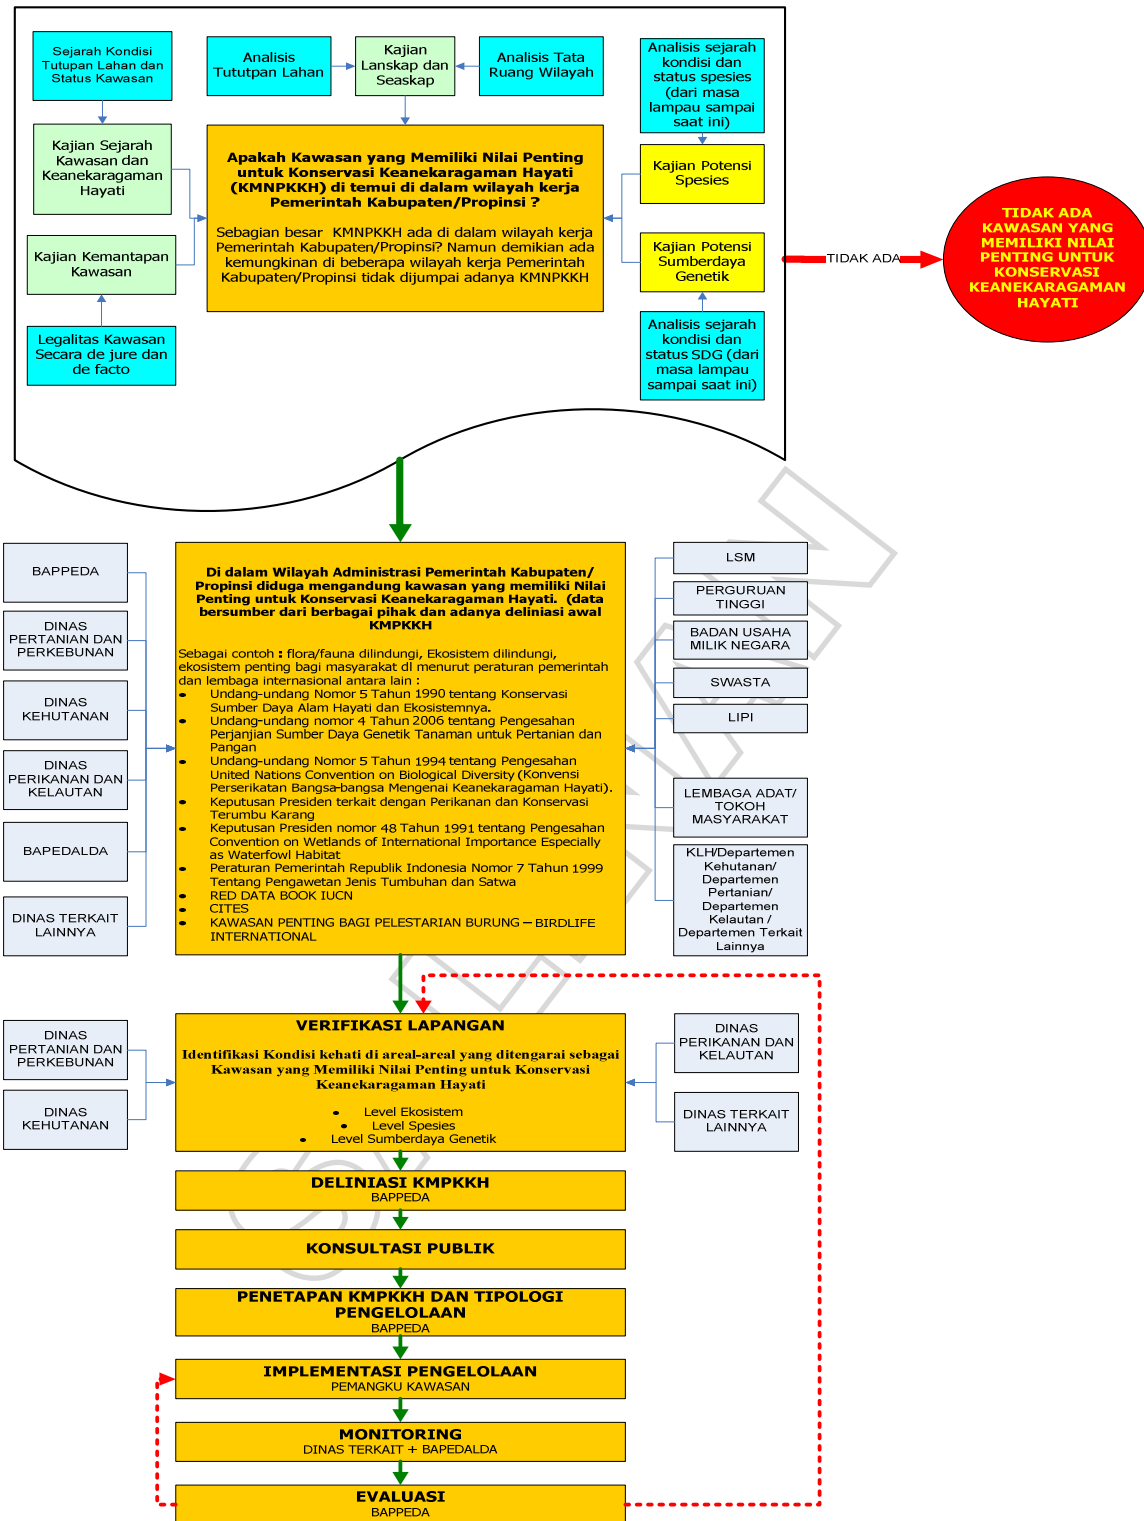 Sejarah Kondisi
Tutupan Lahan dan
Status Kawasan
Analisis
Tututpan Lahan
Kajian
Lanskap dan
Seaskap
Analisis Tata
Ruang Wilayah
Analisis sejarah
kondisi dan
status spesies
(dari masa
lampau sampai
saat ini)
Kajian Sejarah
Kawasan dan
Keanekaragaman
Hayati
Apakah Kawasan yang Memiliki Nilai Penting
untuk Konservasi Keanekaragaman Hayati
(KMNPKKH) di temui di dalam wilayah kerja
Pemerintah Kabupaten/Propinsi ?
Sebagian besar KMNPKKH ada di dalam wilayah kerja
Pemerintah Kabupaten/Propinsi? Namun demikian ada
kemungkinan di beberapa wilayah kerja Pemerintah
Kabupaten/Propinsi tidak dijumpai adanya KMNPKKH
Kajian Potensi
Spesies
Kajian Kemantapan
Kawasan
Kajian Potensi
Sumberdaya
Genetik
Legalitas Kawasan
Secara de jure dan
de facto
Analisis sejarah
kondisi dan
status SDG (dari
masa lampau
sampai saat ini)
TIDAK ADA
TIDAK ADA
KAWASAN YANG
MEMILIKI NILAI
PENTING UNTUK
KONSERVASI
KEANEKARAGAMAN
HAYATI
BAPPEDA
DINAS
PERTANIAN DAN
PERKEBUNAN
DINAS
KEHUTANAN
DINAS
PERIKANAN DAN
KELAUTAN
BAPEDALDA
DINAS TERKAIT
LAINNYA
Di dalam Wilayah Administrasi Pemerintah Kabupaten/
Propinsi diduga mengandung kawasan yang memiliki Nilai
Penting untuk Konservasi Keanekaragaman Hayati. (data
bersumber dari berbagai pihak dan adanya deliniasi awal
KMPKKH
Sebagai contoh : flora/fauna dilindungi, Ekosistem dilindungi,
ekosistem penting bagi masyarakat dl menurut peraturan pemerintah
dan lembaga internasional antara lain :
• Undang-undang Nomor 5 Tahun 1990 tentang Konservasi
Sumber Daya Alam Hayati dan Ekosistemnya.
• Undang-undang nomor 4 Tahun 2006 tentang Pengesahan
Perjanjian Sumber Daya Genetik Tanaman untuk Pertanian dan
Pangan
• Undang-undang Nomor 5 Tahun 1994 tentang Pengesahan
United Nations Convention on Biological Diversity (Konvensi
Perserikatan Bangsa-bangsa Mengenai Keanekaragaman Hayati).
• Keputusan Presiden terkait dengan Perikanan dan Konservasi
Terumbu Karang
• Keputusan Presiden nomor 48 Tahun 1991 tentang Pengesahan
Convention on Wetlands of International Importance Especially
as Waterfowl Habitat
• Peraturan Pemerintah Republik Indonesia Nomor 7 Tahun 1999
Tentang Pengawetan Jenis Tumbuhan dan Satwa
• RED DATA BOOK IUCN
• CITES
• KAWASAN PENTING BAGI PELESTARIAN BURUNG – BIRDLIFE
INTERNATIONAL
LSM
PERGURUAN
TINGGI
BADAN USAHA
MILIK NEGARA
SWASTA
LIPI
LEMBAGA ADAT/
TOKOH
MASYARAKAT
KLH/Departemen
Kehutanan/
Departemen
Pertanian/
Departemen
Kelautan /
Departemen Terkait
Lainnya
DINAS
PERTANIAN DAN
PERKEBUNAN
DINAS
KEHUTANAN
VERIFIKASI LAPANGAN
Identifikasi Kondisi kehati di areal-areal yang ditengarai sebagai
Kawasan yang Memiliki Nilai Penting untuk Konservasi
Keanekaragaman Hayati
• Level Ekosistem
• Level Spesies
• Level Sumberdaya Genetik
DINAS
PERIKANAN DAN
KELAUTAN
DINAS TERKAIT
LAINNYA
DELINIASI KMPKKH
BAPPEDA
KONSULTASI PUBLIK
PENETAPAN KMPKKH DAN TIPOLOGI
PENGELOLAAN
BAPPEDA
IMPLEMENTASI PENGELOLAAN
PEMANGKU KAWASAN
MONITORING
DINAS TERKAIT + BAPEDALDA
EVALUASI
BAPPEDA